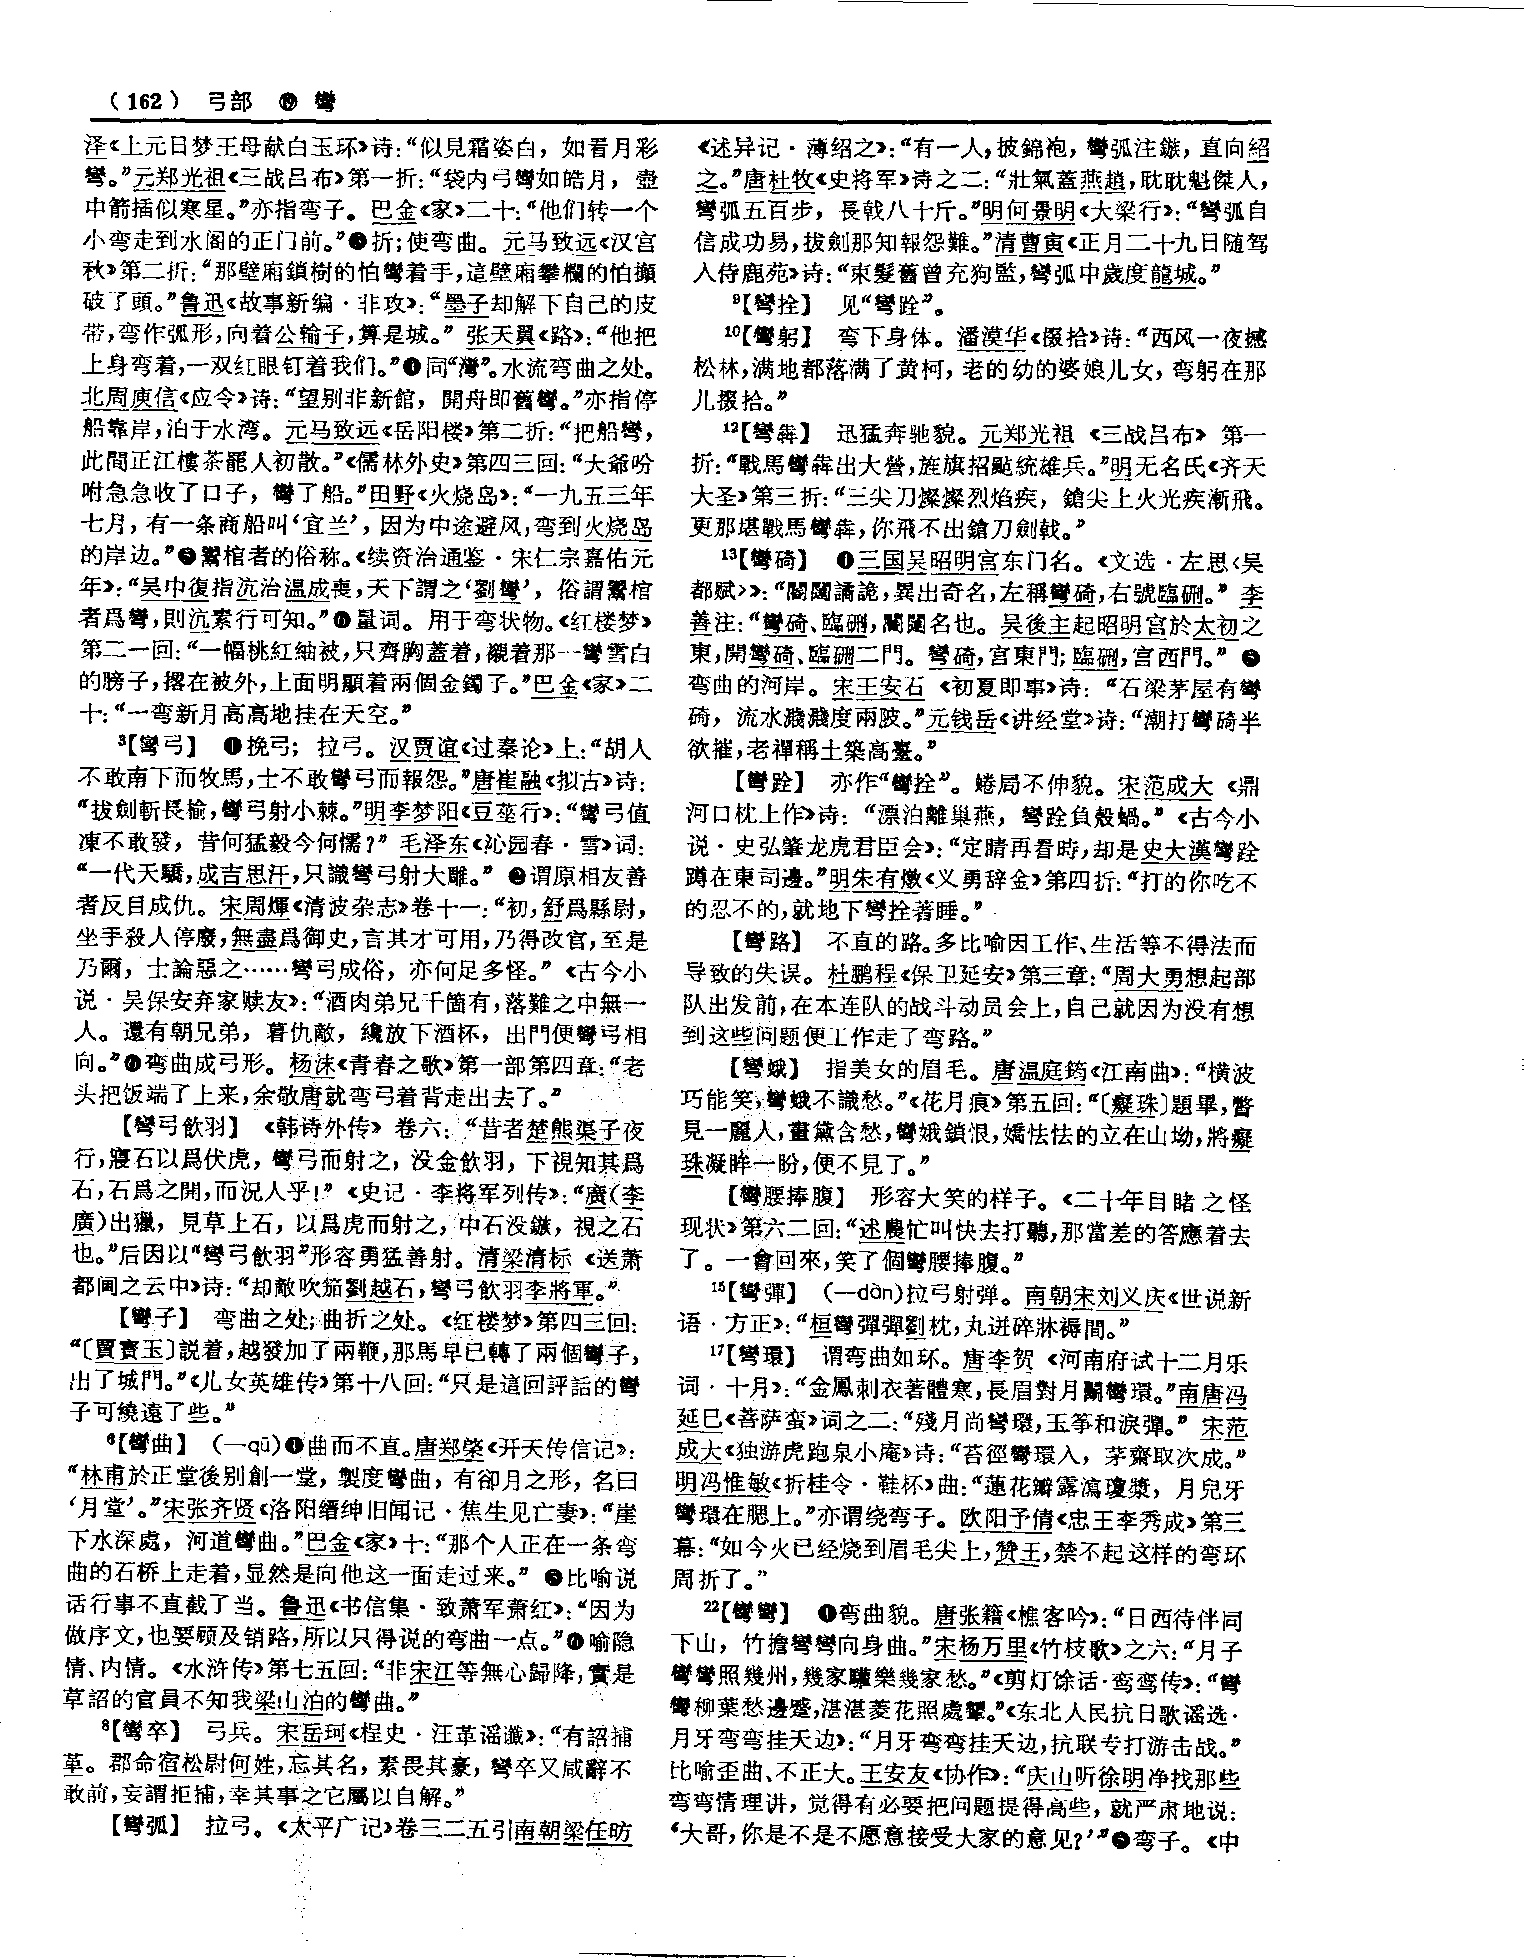 （162） 弓部 ⑲ 彎
泽《上元日梦王母献白玉环》诗：“似見霜姿白，如看月彩
彎。”元郑光祖《三战吕布》第一折：“袋内弓彎如皓月，壺
中箭插似寒星。”亦指弯子。巴金《家》二十：“他们转一个
小弯走到水阁的正门前。”❸折；使弯曲。元马致远《汉宫
秋》第二折：“那壁廂鎖樹的怕彎着手，這壁廂攀欄的怕攧
破了頭。”鲁迅《故事新编·非攻》：“墨子却解下自己的皮
带，弯作弧形，向着公输子，算是城。”张天翼《路》：“他把
上身弯着，一双红眼钉着我们。”❹同“灣”。水流弯曲之处。
北周庾信《应令》诗：“望别非新館，開舟即舊彎。”亦指停
船靠岸，泊于水湾。元马致远《岳阳楼》第二折：“把船彎，
此間正江樓茶罷人初散。”《儒林外史》第四三回：“大爺吩
咐急急收了口子，彎了船。”田野《火烧岛》：“一九五三年
七月，有一条商船叫‘宜兰’，因为中途避风，弯到火烧岛
的岸边。”❺鬻棺者的俗称。《续资治通鉴·宋仁宗嘉佑元
年》：“吴中復指沆治温成喪，天下謂之‘劉彎’，俗謂鬻棺
者爲彎，則沆素行可知。”❻量词。用于弯状物。《红楼梦》
第二一回：“一幅桃紅紬被，只齊胸蓋着，襯着那一彎雪白
的膀子，撂在被外，上面明顯着兩個金鐲了。”巴金《家》二
十：“一弯新月高高地挂在天空。”
³【彎弓】 ❶挽弓；拉弓。汉贾谊《过秦论》上：“胡人
不敢南下而牧馬，士不敢彎弓而報怨。”唐崔融《拟古》诗：
“拔劍斬長榆，彎弓射小棘。”明李梦阳《豆莝行》：“彎弓值
凍不敢發，昔何猛毅今何懦？”毛泽东《沁园春·雪》词：
“一代天驕，成吉思汗，只識彎弓射大雕。”❷谓原相友善
者反目成仇。宋周煇《清波杂志》卷十一：“初，舒爲縣尉，
坐手殺人停廢，無盡爲御史，言其才可用，乃得改官，至是
乃爾，士論惡之……彎弓成俗，亦何足多怪。”《古今小
说·吴保安弃家赎友》：“酒肉弟兄千箇有，落難之中無一
人。還有朝兄弟，暮仇敵，纔放下酒杯，出門便彎弓相
向。”❸弯曲成弓形。杨沫《青春之歌》第一部第四章：“老
头把饭端了上来，余敬唐就弯弓着背走出去了。”
【彎弓飲羽】 《韩诗外传》卷六：“昔者楚熊渠子夜
行，寢石以爲伏虎，彎弓而射之，没金飲羽，下視知其爲
石，石爲之開，而況人乎！”《史记·李将军列传》：“廣（李
廣）出獵，見草上石，以爲虎而射之，中石没鏃，視之石
也。”后因以“彎弓飲羽”形容勇猛善射。清梁清标《送萧
都阃之云中》诗：“却敵吹笳劉越石，彎弓飲羽李將軍。”
【彎子】 弯曲之处；曲折之处。《红楼梦》第四三回：
“〔賈寶玉〕説着，越發加了兩鞭，那馬早已轉了兩個彎子，
出了城門。”《儿女英雄传》第十八回：“只是這回評話的彎
子可繞遠了些。”
⁶【彎曲】 （—qū）❶曲而不直。唐郑棨《开天传信记》：
“林甫於正堂後别創一堂，製度彎曲，有卻月之形，名曰
‘月堂’。”宋张齐贤《洛阳缙绅旧闻记·焦生见亡妻》：“崖
下水深處，河道彎曲。”巴金《家》十：“那个人正在一条弯
曲的石桥上走着，显然是向他这一面走过来。”❷比喻说
话行事不直截了当。鲁迅《书信集·致萧军萧红》：“因为
做序文，也要顾及销路，所以只得说的弯曲一点。”❸喻隐
情、内情。《水浒传》第七五回：“非宋江等無心歸降，實是
草詔的官員不知我梁山泊的彎曲。”
⁸【彎卒】 弓兵。宋岳珂《桯史·汪革谣讖》：“有詔捕
革。郡命宿松尉何姓，忘其名，素畏其豪，彎卒又咸辭不
敢前，妄謂拒捕，幸其事之它屬以自解。”
【彎弧】 拉弓。《太平广记》卷三二五引南朝梁任昉
《述异记·薄绍之》：“有一人，披錦袍，彎弧注鏃，直向紹
之。”唐杜牧《史将军》诗之二：“壯氣蓋燕趙，耽耽魁傑人，
彎弧五百步，長戟八十斤。”明何景明《大梁行》：“彎弧自
信成功易，拔劍那知報怨難。”清曹寅《正月二十九日随驾
入侍鹿苑》诗：“束髮舊曾充狗監，彎弧中歲度龍城。”
⁹【彎拴】 见“彎跧”。
¹⁰【彎躬】 弯下身体。潘漠华《掇拾》诗：“西风一夜撼
松林，满地都落满了黄柯，老的幼的婆娘儿女，弯躬在那
儿掇拾。”
¹²【彎犇】 迅猛奔驰貌。元郑光祖《三战吕布》第一
折：“戰馬彎犇出大營，旌旗招颭統雄兵。”明无名氏《齐天
大圣》第三折：“三尖刀燦燦烈焰疾，鎗尖上火光疾漸飛。
更那堪戰馬彎犇，你飛不出鎗刀劍戟。”
¹³【彎碕】 ❶三国吴昭明宫东门名。《文选·左思〈吴
都赋〉》：“閽闥譎詭，異出奇名，左稱彎碕，右號臨硎。”李
善注：“彎碕、臨硎，闈闥名也。吴後主起昭明宫於太初之
東，開彎碕、臨硎二門。彎碕，宫東門；臨硎，宫西門。”❷
弯曲的河岸。宋王安石《初夏即事》诗：“石梁茅屋有彎
碕，流水濺濺度兩陂。”元钱岳《讲经堂》诗：“潮打彎碕半
欲摧，老禪稱土築高臺。”
【彎跧】 亦作“彎拴”。蜷局不伸貌。宋范成大《鼎
河口枕上作》诗：“漂泊離巢燕，彎跧負殼蝸。”《古今小
说·史弘肇龙虎君臣会》：“定睛再看時，却是史大漢彎跧
蹲在東司邊。”明朱有燉《义勇辞金》第四折：“打的你吃不
的忍不的，就地下彎拴著睡。”
【彎路】 不直的路。多比喻因工作、生活等不得法而
导致的失误。杜鹏程《保卫延安》第三章：“周大勇想起部
队出发前，在本连队的战斗动员会上，自己就因为没有想
到这些问题便工作走了弯路。”
【彎娥】 指美女的眉毛。唐温庭筠《江南曲》：“横波
巧能笑，彎蛾不識愁。”《花月痕》第五回：“〔癡珠〕題畢，瞥
見一麗人，畫黛含愁，彎娥鎖恨，嬌怯怯的立在山坳，將癡
珠凝眸一盼，便不見了。”
【彎腰捧腹】 形容大笑的样子。《二十年目睹之怪
现状》第六二回：“述農忙叫快去打聽，那當差的答應着去
了。一會回來，笑了個彎腰捧腹。”
¹⁵【彎彈】 （—dàn）拉弓射弹。南朝宋刘义庆《世说新
语·方正》：“桓彎彈彈劉枕，丸迸碎牀褥間。”
¹⁷【彎環】 谓弯曲如环。唐李贺《河南府试十二月乐
词·十月》：“金鳳刺衣著體寒，長眉對月鬭彎環。”南唐冯
延巳《菩萨蛮》词之二：“殘月尚彎環，玉筝和淚彈。”宋范
成大《独游虎跑泉小庵》诗：“苔徑彎環入，茅齋取次成。”
明冯惟敏《折桂令·鞋杯》曲：“蓮花瓣露瀉瓊漿，月兒牙
彎環在腮上。”亦谓绕弯子。欧阳予倩《忠王李秀成》第三
幕：“如今火已经烧到眉毛尖上，赞王，禁不起这样的弯环
周折了。”
²²【彎彎】 ❶弯曲貌。唐张籍《樵客吟》：“日西待伴同
下山，竹擔彎彎向身曲。”宋杨万里《竹枝歌》之六：“月子
彎彎照幾州，幾家驩樂幾家愁。”《剪灯馀话·鸾鸾传》：“彎
彎柳葉愁邊蹙，湛湛菱花照處顰。”《东北人民抗日歌谣选·
月牙弯弯挂天边》：“月牙弯弯挂天边，抗联专打游击战。”
比喻歪曲、不正大。王安友《协作》：“庆山听徐明净找那些
弯弯情理讲，觉得有必要把问题提得高些，就严肃地说：
‘大哥，你是不是不愿意接受大家的意见？’”❷弯子。《中